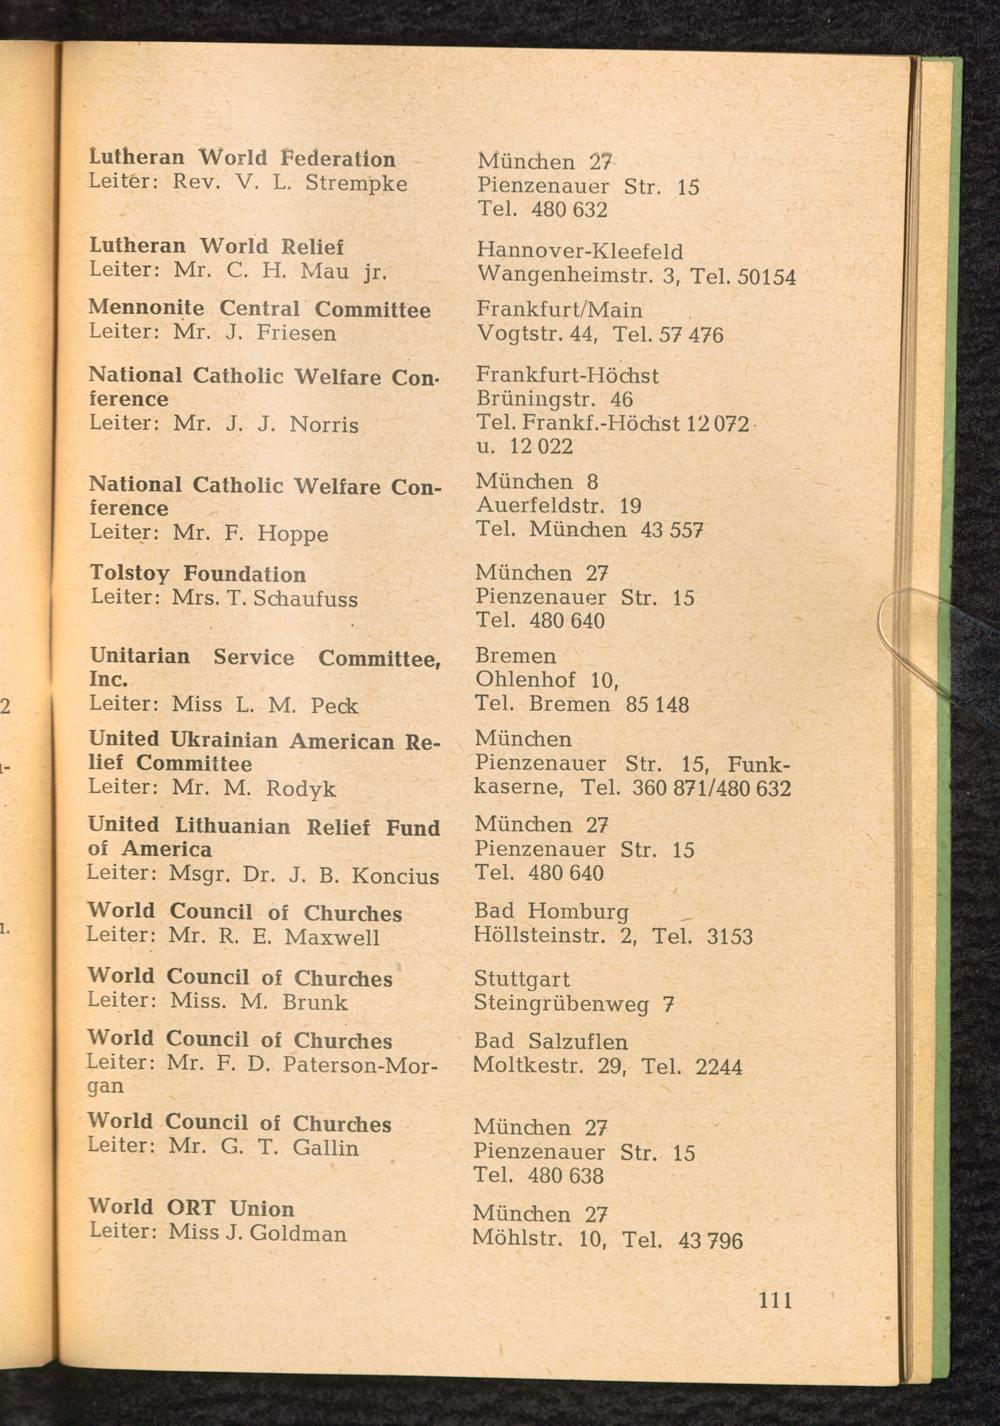 Lutheran World Federation
Leiter: Rev. V. L. Strempke
München 27
Pienzenauer Str. 15
Tel. 480 632
Lutheran World Relief
Leiter: Mr. C. H. Mau jr.
Hannover-Kleefeld
Wangenheimstr. 3, Tel. 50154
Mennonite Central Committee
Leiter: Mr. J. Friesen
Frankfurt/Main
Vogtstr. 44, Tel. 57 476
National Catholic Welfare Con-
ference
Leiter: Mr. J. J. Norris
Frankfurt-Höchst
Brüningstr. 46
Tel. Frankf.-Höchst 12 072
u. 12 022
National Catholic Welfare Con-
ference
Leiter: Mr. F. Hoppe
München 8
Auerfeldstr. 19
Tel. München 43 557
Tolstoy Foundation
Leiter: Mrs. T. Schaufuss
München 27
Pienzenauer Str. 15
Tel. 480 640
Unitarian Service Committee,
Inc.
Leiter: Miss L. M. Peck
Bremen
Ohlenhof 10,
Tel. Bremen 85 148
United Ukrainian American Re-
lief Committee
Leiter: Mr. M. Rodyk
München
Pienzenauer Str. 15, Funk-
kaserne, Tel. 360 871/480 632
United Lithuanian Relief Fund
of America
Leiter: Msgr. Dr. J. B. Koncius
München 27
Pienzenauer Str. 15
Tel. 480 640
World Council of Churches
Leiter: Mr. R. E. Maxwell
Bad Homburg
Höllsteinstr. 2, Tel. 3153
World Council of Churches
Leiter: Miss. M. Brunk
Stuttgart
Steingrübenweg 7
World Council of Churches
Leiter: Mr. F. D. Paterson-Mor-
gan
Bad Salzuflen
Moltkestr. 29, Tel. 2244
World Council of Churches
Leiter: Mr. G. T. Gallin
München 27
Pienzenauer Str. 15
Tel. 480 638
World ORT Union
Leiter: Miss J. Goldman
München 27
Möhlstr. 10, Tel. 43 796
111